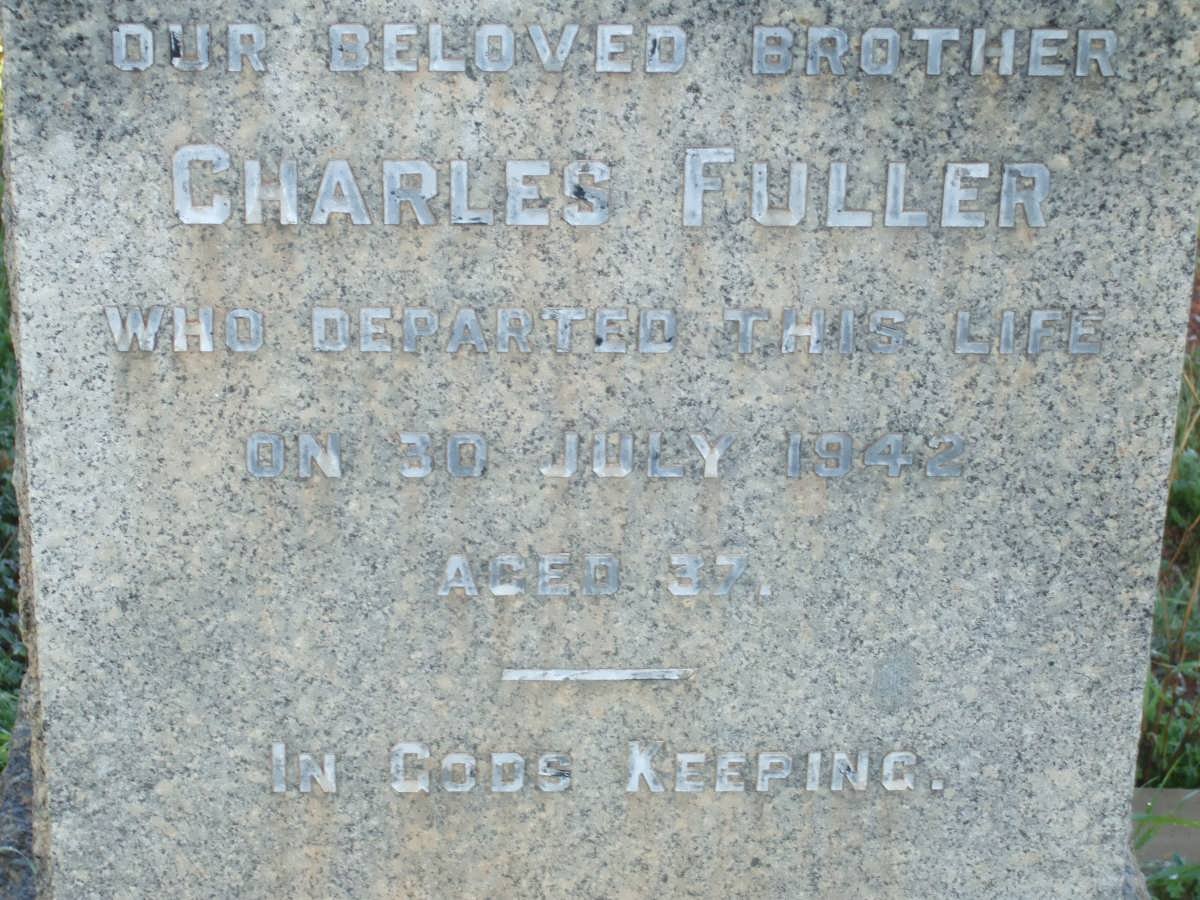 OUR BELOVED BROTHER
CHARLES FULLER
WHO DEPARTED THIS LIFE
ON 30 JULY 1942
AGED 37.
IN GODS KEEPING.